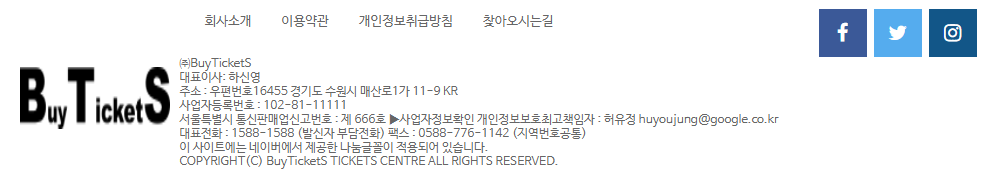 회사소개 이용약관 개인정보취급방침 찾아오시는길
BuyTicketS
㈜BuyTicketS
대표이사: 하신영
주소 : 우편번호16455 경기도 수원시 매산로1가 11-9 KR
사업자등록번호 : 102-81-11111
서울특별시 통신판매업신고번호 : 제 666호 ▶사업자정보확인 개인정보보호최고책임자 : 허유정 huyoujung@google.co.kr
대표전화 : 1588-1588 (발신자 부담전화) 팩스 : 0588-776-1142 (지역번호공통)
이 사이트에는 네이버에서 제공한 나눔글꼴이 적용되어 있습니다.
COPYRIGHT(C) BuyTicketS TICKETS CENTRE ALL RIGHTS RESERVED.